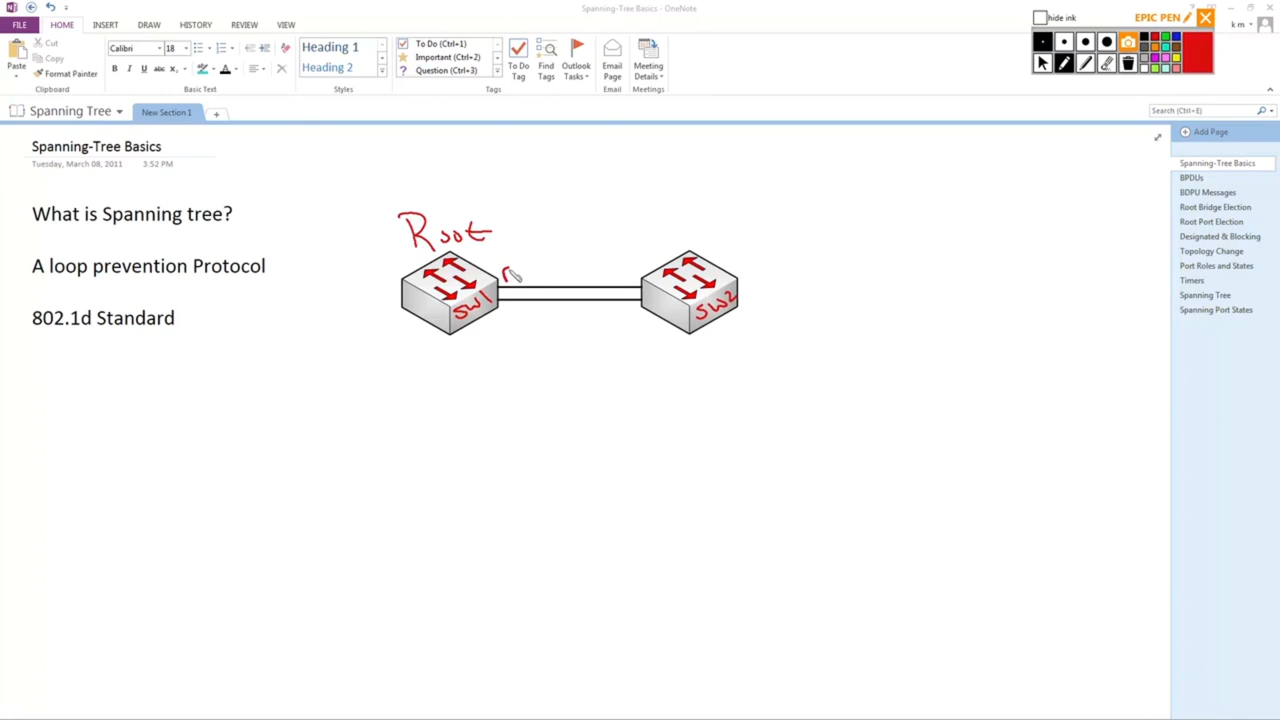 Spanning-Tree Basics - OneNote
FILE HOME INSERT DRAW HISTORY REVIEW VIEW
k m
hide ink EPIC PEN
Paste Cut Copy Format Painter
Clipboard
Calibri 18
B I U abc X₂ A
Basic Text
Heading 1
Heading 2
Styles
To Do (Ctrl+1)
Important (Ctrl+2)
Question (Ctrl+3)
To Do Tag
Find Tags
Outlook Tasks
Tags
Email Page
Email
Meeting Details
Meetings
Spanning Tree New Section 1
Search (Ctrl+E)
Spanning-Tree Basics
Tuesday, March 08, 2011 3:52 PM
What is Spanning tree?
A loop prevention Protocol
802.1d Standard
Root
SW1
SW2
Add Page
Spanning-Tree Basics
BPDUs
BDPU Messages
Root Bridge Election
Root Port Election
Designated & Blocking
Topology Change
Port Roles and States
Timers
Spanning Tree
Spanning Port States